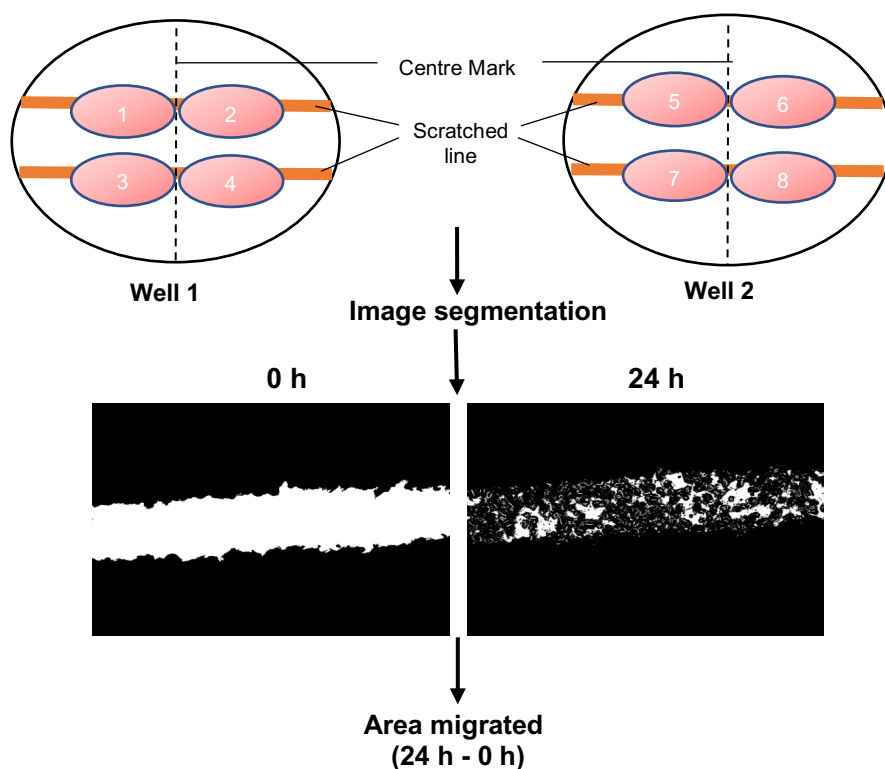 Centre Mark
1 2
5 6
Scratched
line
3 4
7 8
Well 1
Well 2
Image segmentation
0 h
24 h
Area migrated
(24 h - 0 h)